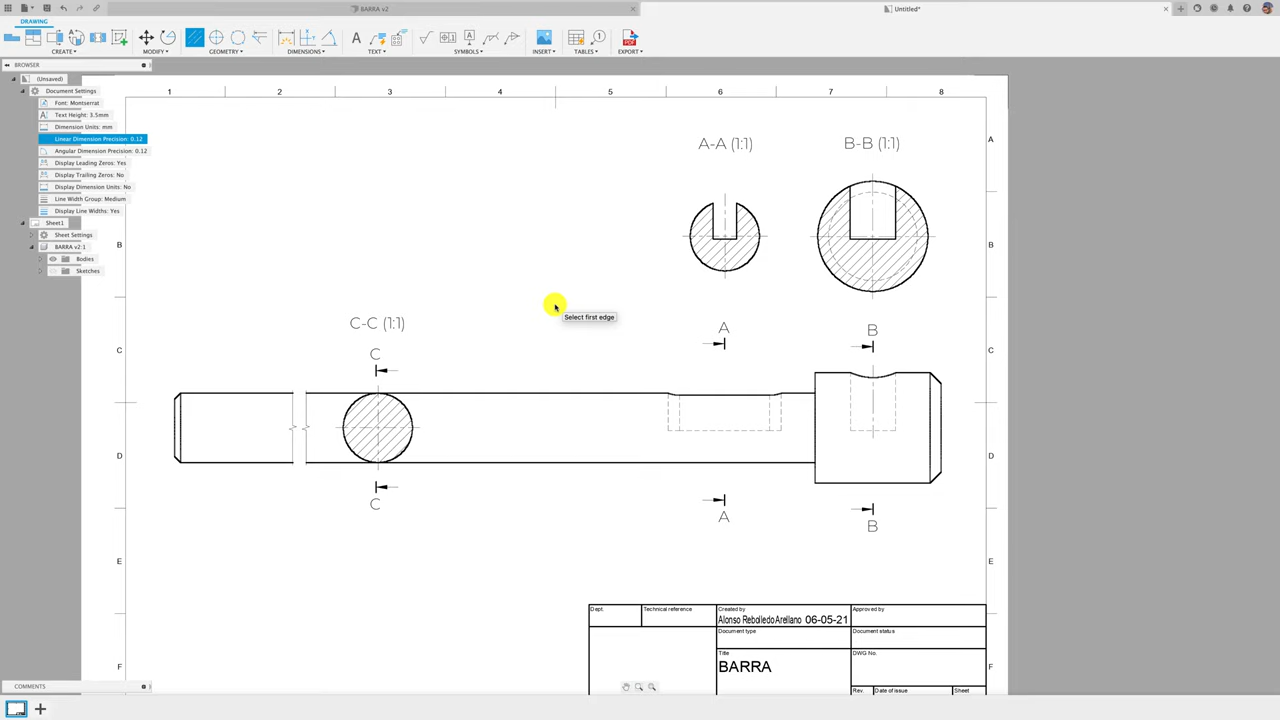 BARRA v2
Untitled*
DRAWING
CREATE
MODIFY
GEOMETRY
DIMENSIONS
TEXT
SYMBOLS
INSERT
TABLES
EXPORT
BROWSER
(Unsaved)
Document Settings
Font: Montserrat
Text Height: 3.5mm
Dimension Units: mm
Linear Dimension Precision: 0.12
Angular Dimension Precision: 0.12
Display Leading Zeros: Yes
Display Trailing Zeros: No
Display Dimension Units: No
Line Width Group: Medium
Display Line Widths: Yes
Sheet1
Sheet Settings
BARRA v2:1
Bodies
Sketches
1 2 3 4 5 6 7 8
A
A-A (1:1) B-B (1:1)
B B
Select first edge
C-C (1:1)
A B
C C
C
D D
C A B
E E
Dept. Technical reference Created by Approved by
Alonso Rebolledo Arellano 06-05-21
Document type Document status
Title DWG No.
BARRA
F F
Rev. Date of issue Sheet
COMMENTS